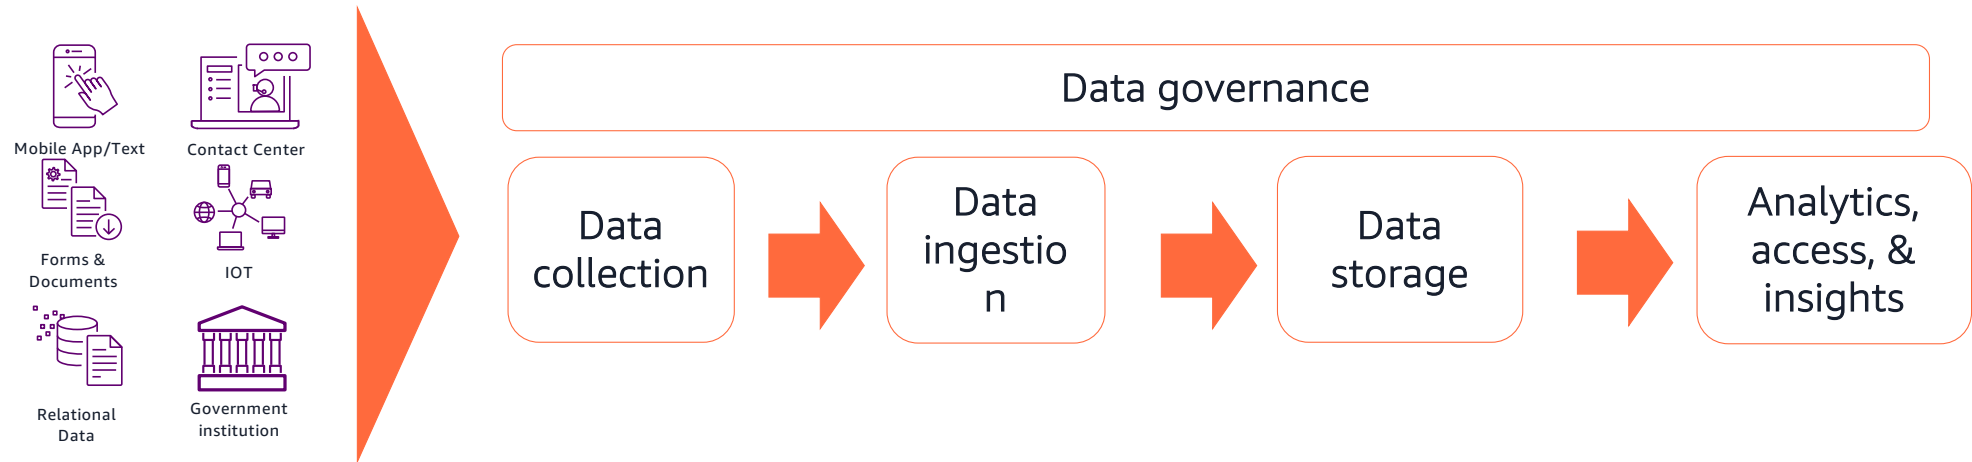 Mobile App/Text
Contact Center
Forms &
Documents
IOT
Relational
Data
Government
institution
Data governance
Data
collection
Data
ingestio
n
Data
storage
Analytics,
access, &
insights